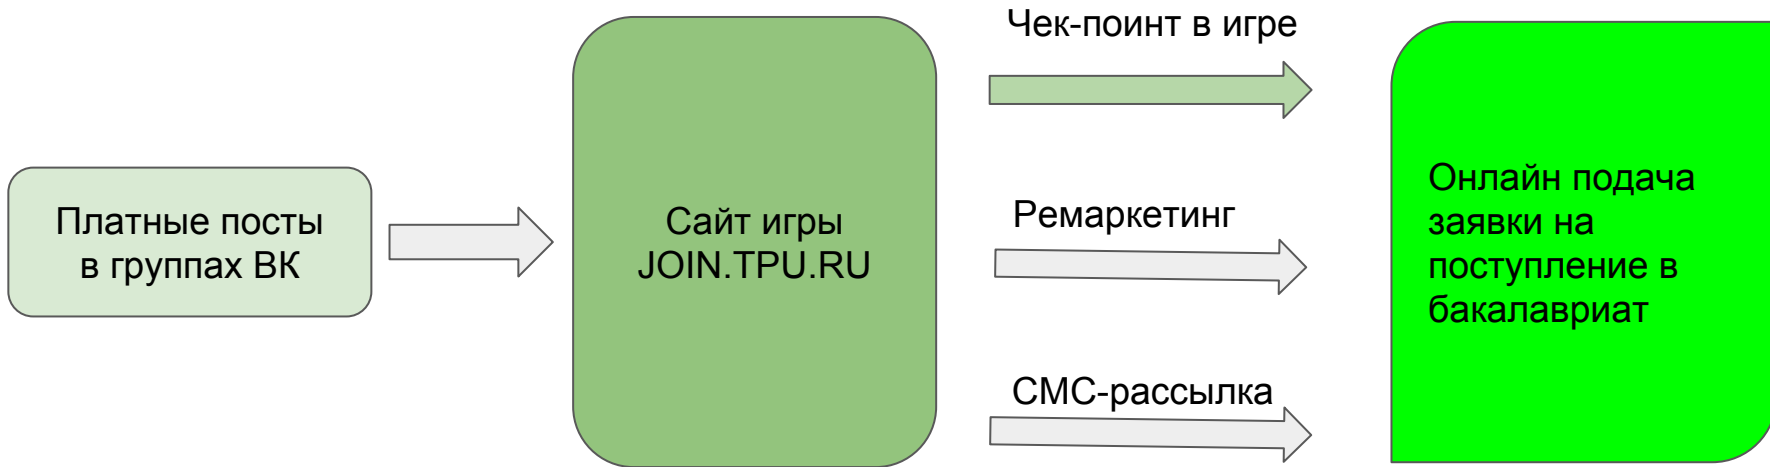 Платные посты
в группах ВК
Сайт игры
JOIN.TPU.RU
Чек-поинт в игре
Ремаркетинг
СМС-рассылка
Онлайн подача
заявки на
поступление в
бакалавриат